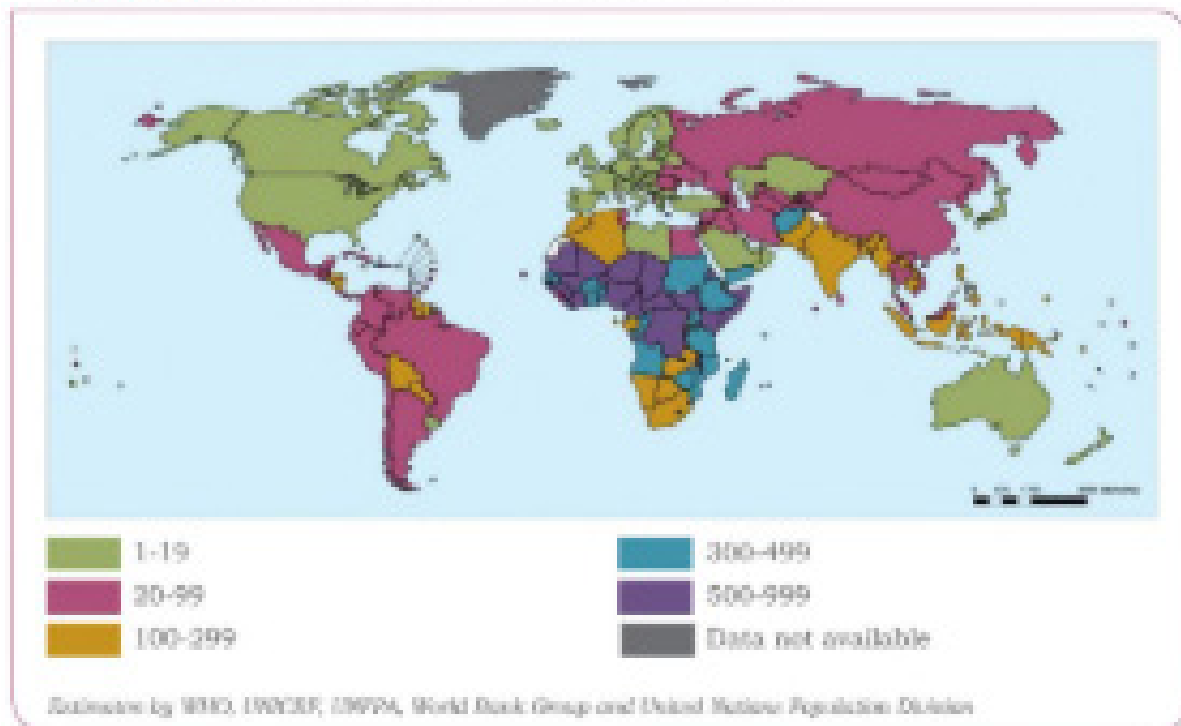 1-19
20-99
100-299
300-499
500-999
Data not available
Estimates by WHO, UNICEF, UNFPA, World Bank Group and United Nations Population Division